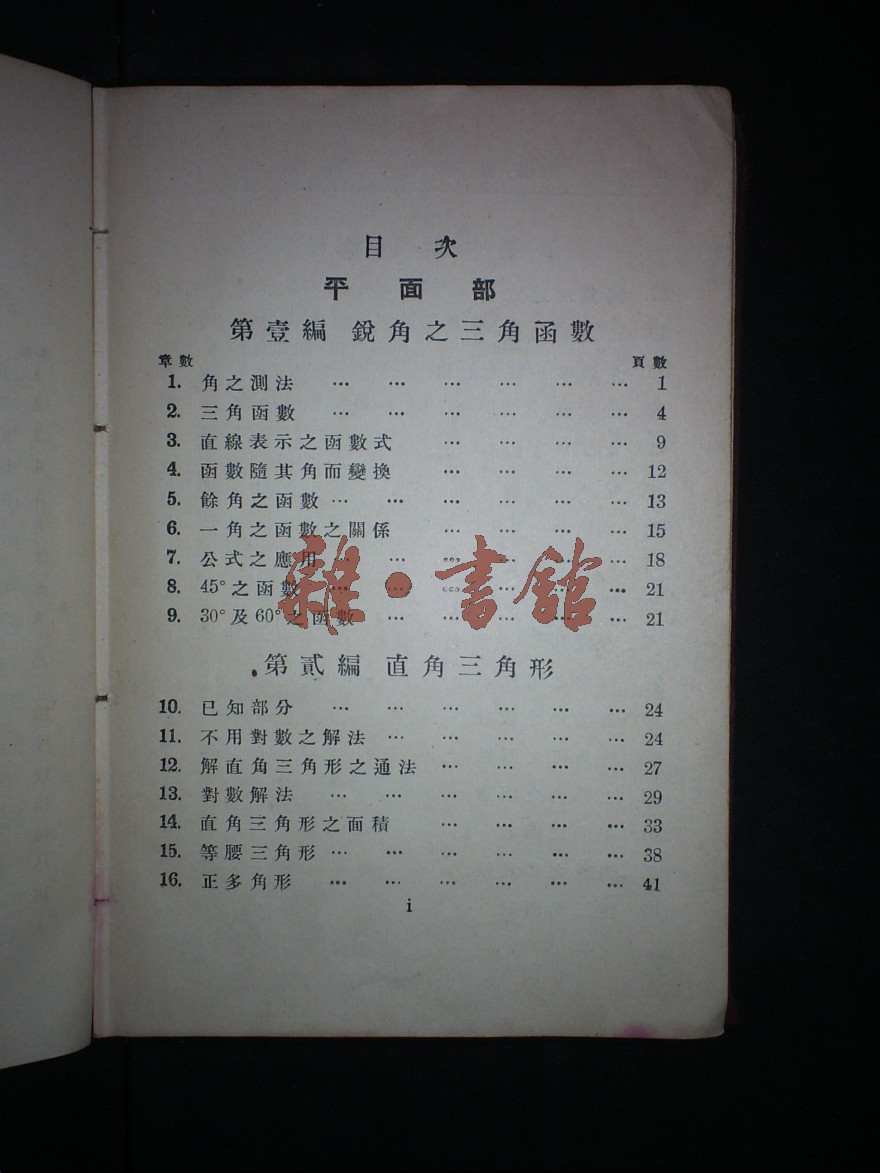 目次
平面部
第壹編 銳角之三角函數
章數 頁數
1. 角之測法 … … … … … … 1
2. 三角函數 … … … … … … 4
3. 直線表示之函數式 … … … … 9
4. 函數隨其角而變換 … … … … 12
5. 餘角之函數 … … … … … … 13
6. 一角之函數之關係 … … … … 15
7. 公式之應用 … … … … … … 18
8. 45°之函數 … … … … … … 21
9. 30°及60°之函數 … … … … … 21
雜·書館
第貳編 直角三角形
10. 已知部分 … … … … … … 24
11. 不用對數之解法 … … … … … 24
12. 解直角三角形之通法 … … … … 27
13. 對數解法 … … … … … … 29
14. 直角三角形之面積 … … … … 33
15. 等腰三角形 … … … … … … 38
16. 正多角形 … … … … … … 41
i